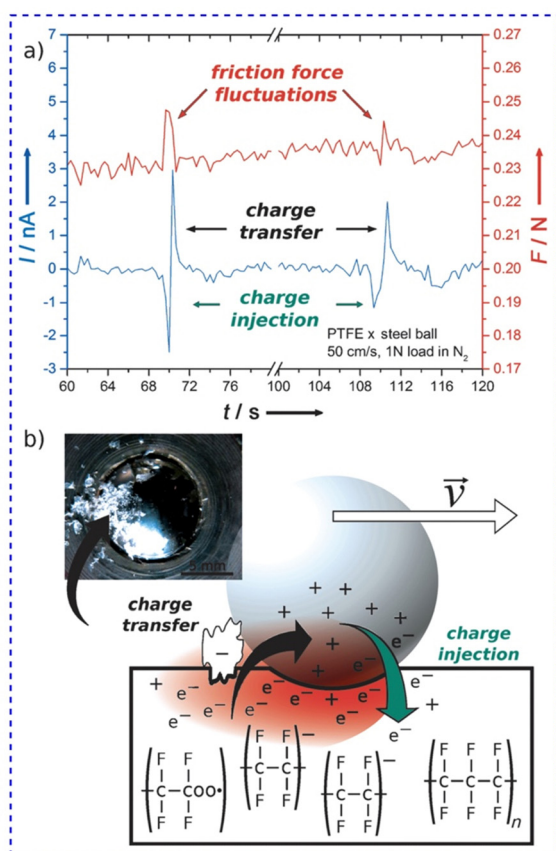 a)
7
6
5
4
3
2
1
0
-1
-2
-3
I / nA
0.27
0.26
0.25
0.24
0.23
0.22
0.21
0.20
0.19
0.18
0.17
F / N
friction force
fluctuations
charge
transfer
charge
injection
PTFE x steel ball
50 cm/s, 1N load in N₂
60 64 68 72 76 100 104 108 112 116 120
t / s
b)
5 mm
v
charge
transfer
charge
injection
+ +
+ + +
+ + e⁻
− + e⁻
+ e⁻ e⁻ e⁻ e⁻
e⁻ e⁻ e⁻ e⁻ +
e⁻ e⁻
F F
C C OO•
F F
F F −
C C
F F
F F −
C C
F F
F F F
C C C
F F F n